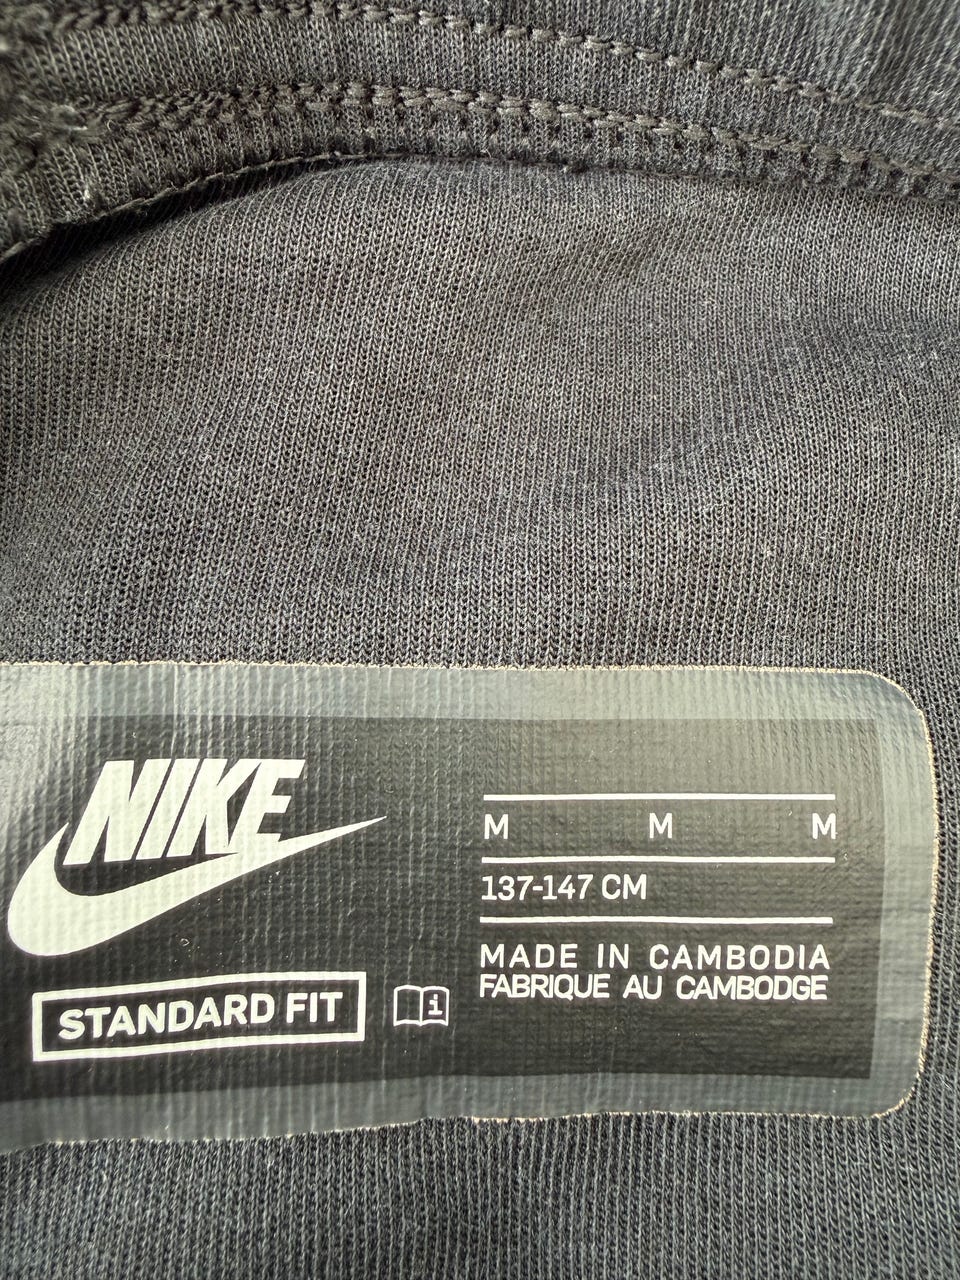 NIKE
STANDARD FIT
i
M M M
137-147 CM
MADE IN CAMBODIA
FABRIQUE AU CAMBODGE